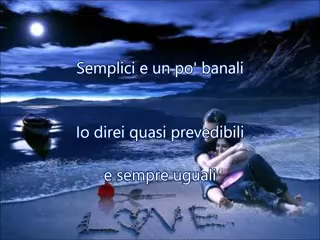 Semplici e un po' banali
Io direi quasi prevedibili
e sempre uguali
LOVE